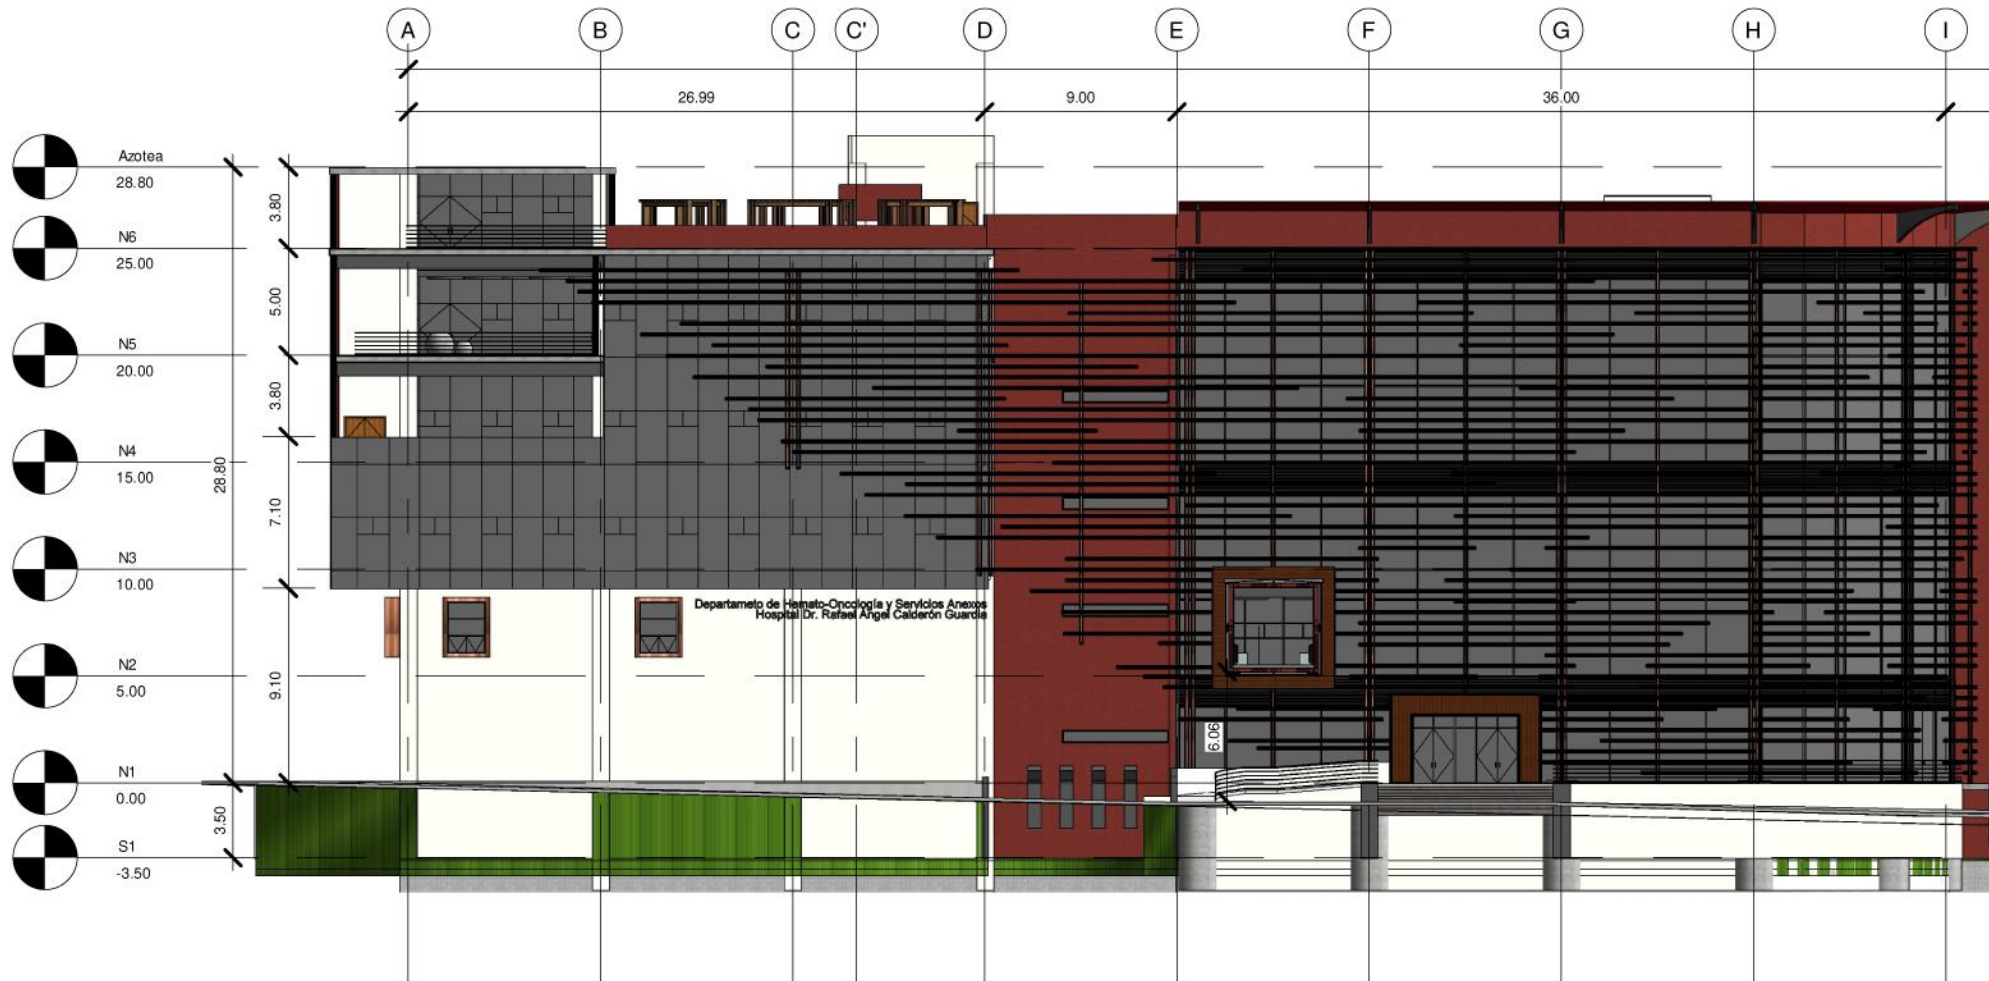 A B C C' D E F G H I
26.99 9.00 36.00
Azotea
28.80
3.80
N6
25.00
5.00
N5
20.00
3.80
N4
15.00
28.80
7.10
N3
10.00
Departameto de Hemato-Oncología y Servicios Anexos
Hospital Dr. Rafael Angel Calderón Guardia
N2
5.00
9.10
6.06
N1
0.00
3.50
S1
-3.50